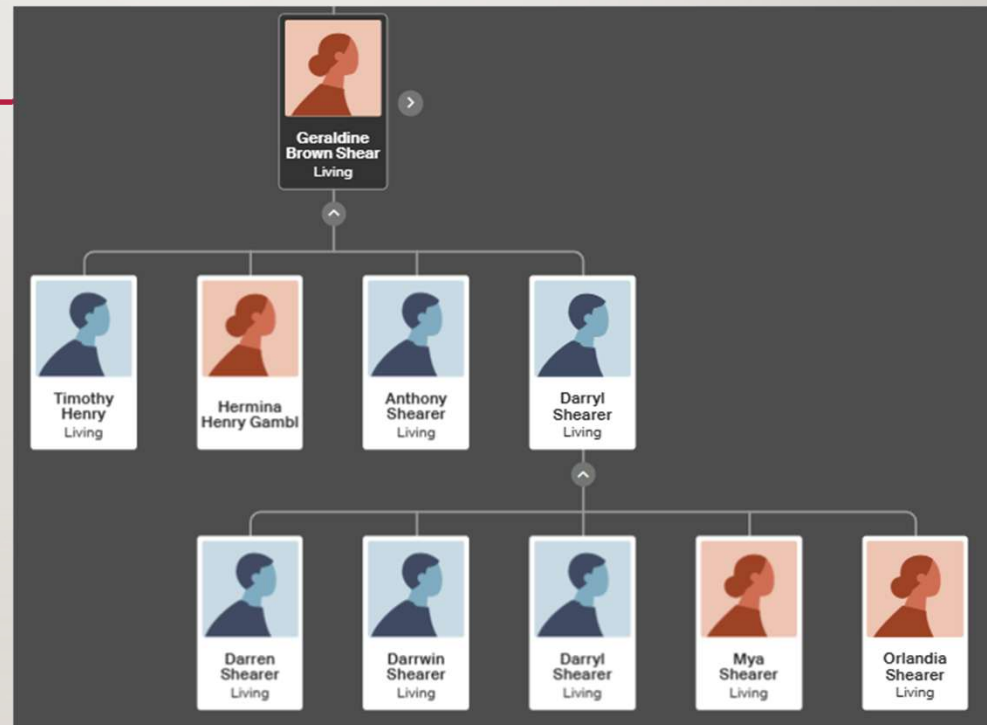 Geraldine
Brown Shear
Living
Timothy
Henry
Living
Hermina
Henry Gambl
Anthony
Shearer
Living
Darryl
Shearer
Living
Darren
Shearer
Living
Darrwin
Shearer
Living
Darryl
Shearer
Living
Mya
Shearer
Living
Orlandia
Shearer
Living